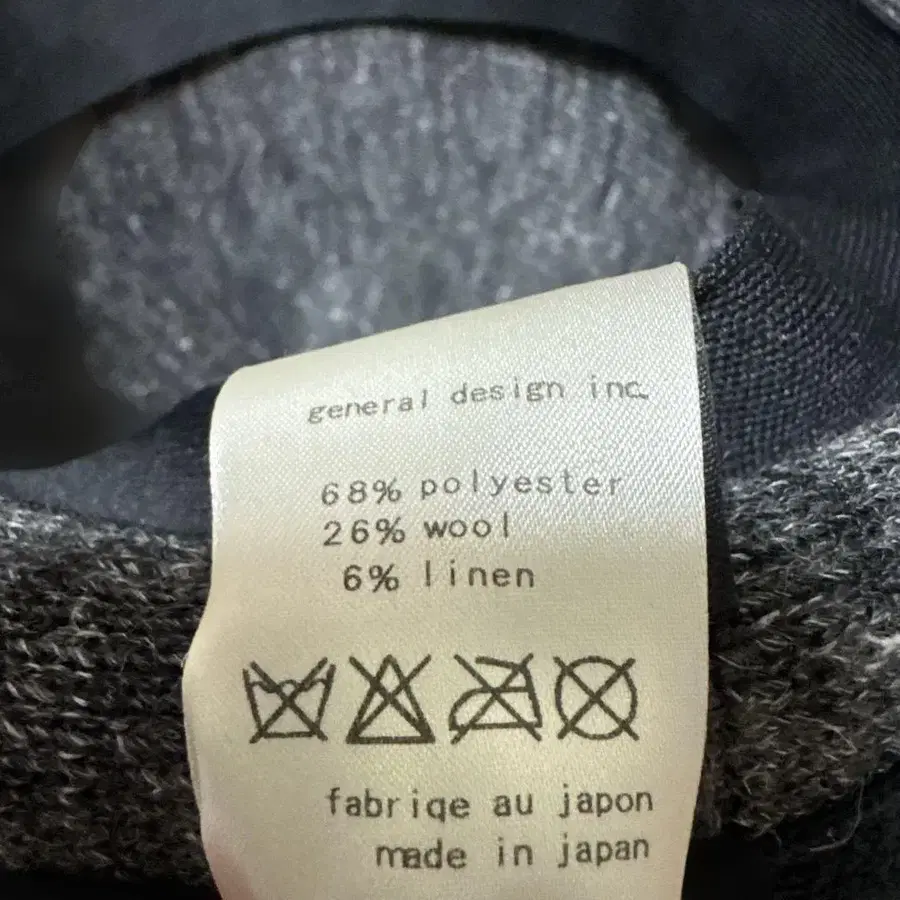 general design inc.
68% polyester
26% wool
6% linen
fabriqe au japon
made in japan